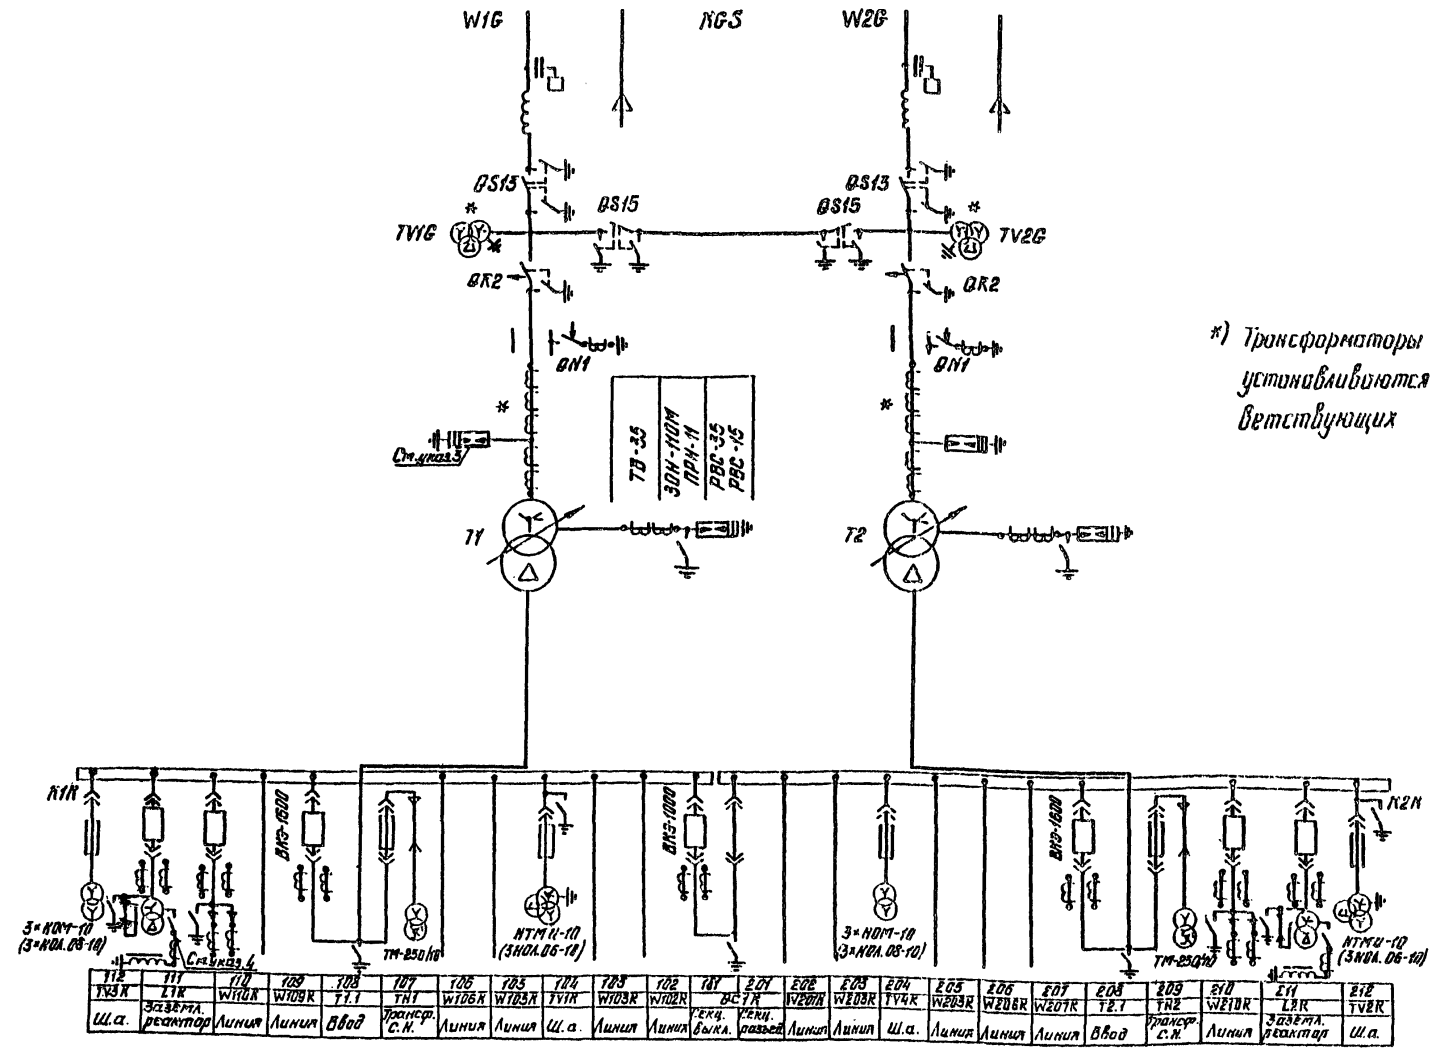 W1G
KGS
W2G
QS13
QS13
*
QS15
QS15
*
TV1G
TV2G
QR2
QR2
QN1
QN1
*) Трансформаторы
устанавливаются
ветствующих
*
*
См.указ.3
ТВ-35
ЗОН-110М
ПРН-11
РВС-35
РВС-15
T1
T2
K1K
K2K
ВКЭ-1600
ВКЭ-1000
ВКЭ-1600
3×НОМ-10
(3×НОЛ.08-10)
См.указ.4
ТМ-250/10
НТМИ-10
(3НОЛ.06-10)
3×НОМ-10
(3×НОЛ.06-10)
ТМ-250/10
НТМИ-10
(3НОЛ.06-10)
112 111 110 109 108 107 106 105 104 103 102 101 201 202 203 204 205 206 207 208 209 210 211 212
TV3K L1K W110K W109K T1.1 TH1 W106K W105K TV1K W103K W102K QC1K W202K W203K TV4K W205K W206K W207K T2.1 TH2 W210K L2K TV2K
Ш.а. Заземл. реактор Линия Линия Ввод Трансф. С.Н. Линия Линия Ш.а. Линия Линия Секц. выкл. Секц. разъед. Линия Линия Ш.а. Линия Линия Линия Ввод Трансф. С.Н. Линия Заземл. реактор Ш.а.